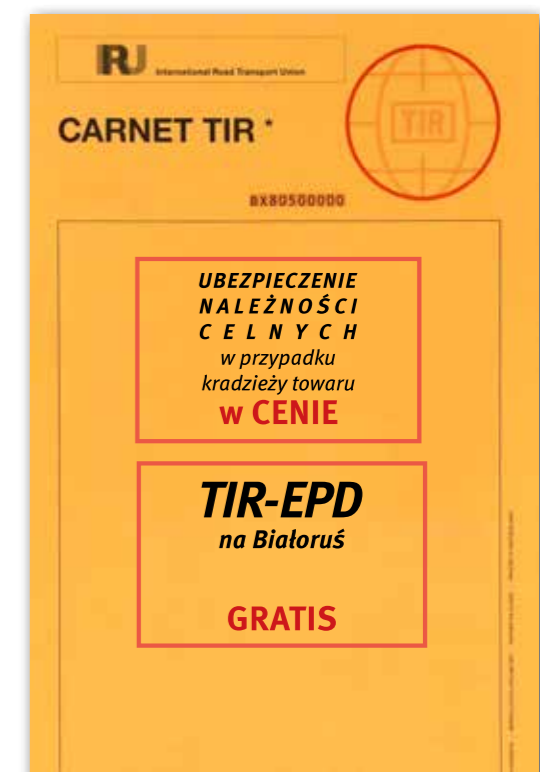 IRU
International Road Transport Union
CARNET TIR *
TIR
BX80500000
UBEZPIECZENIE
NALEŻNOŚCI
CELNYCH
w przypadku
kradzieży towaru
w CENIE
TIR-EPD
na Białoruś
GRATIS